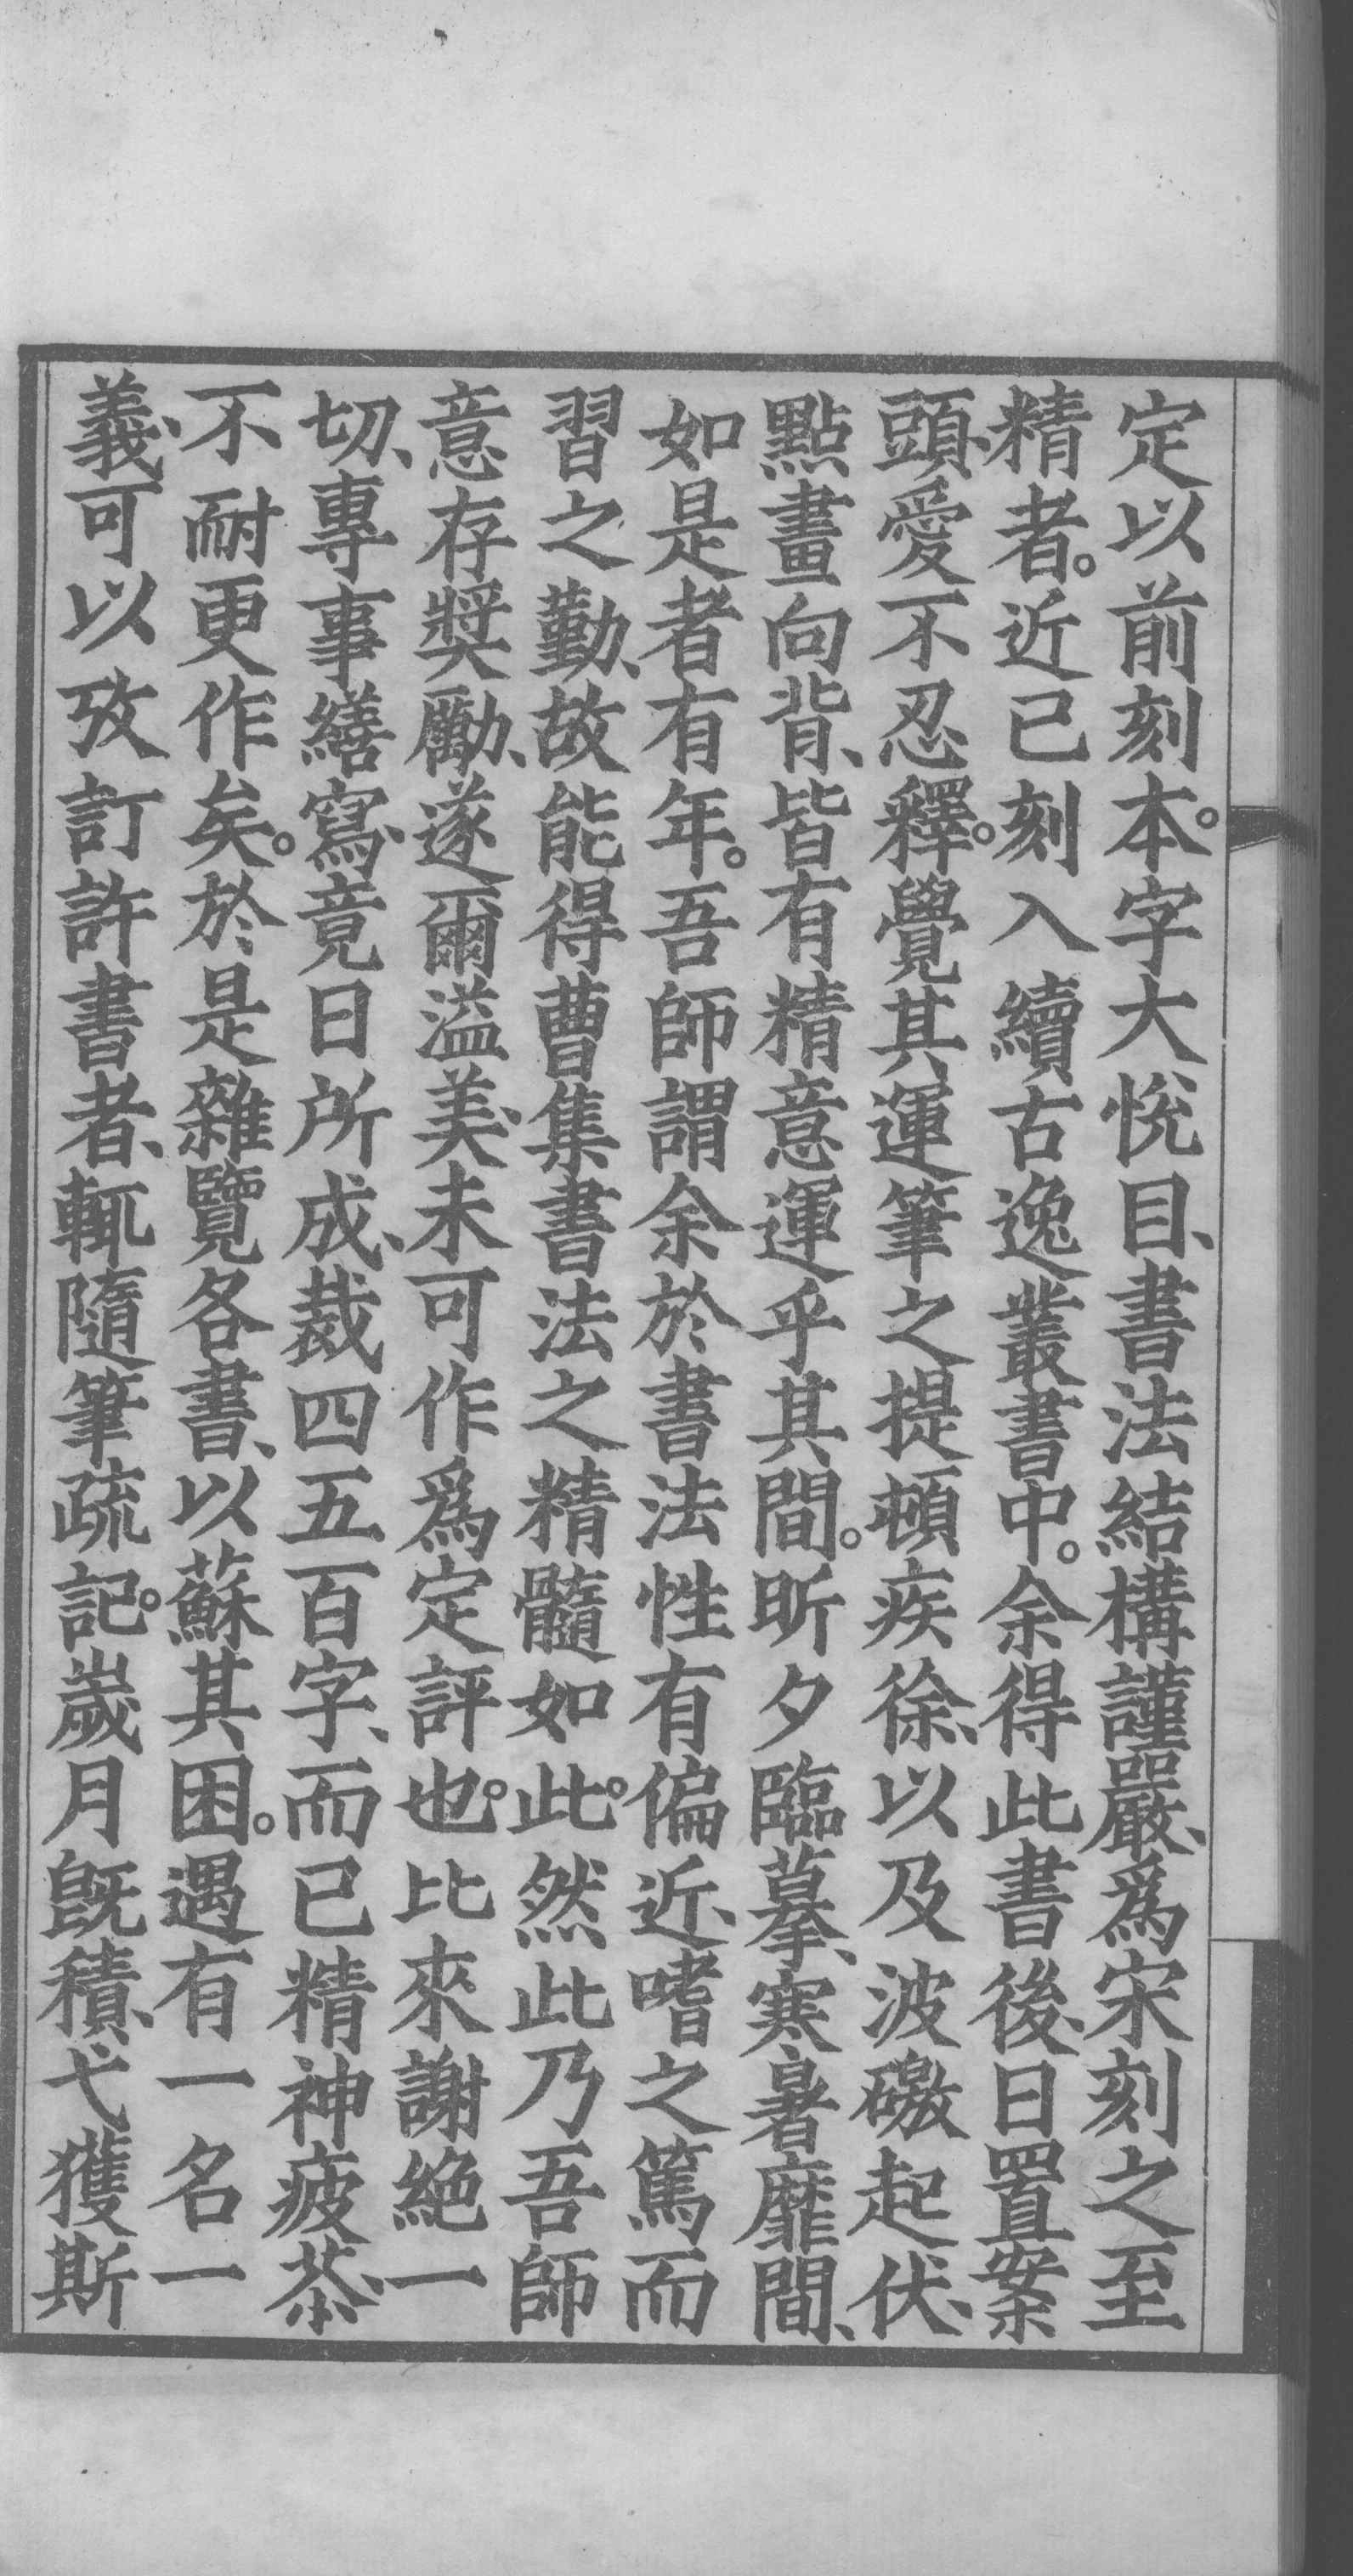 定以前刻本。字大悅目、書法結構謹嚴、爲宋刻之至
精者。近已刻入續古逸叢書中。余得此書後、日置案
頭、愛不忍釋。覺其運筆之提頓疾徐、以及波磔起伏、
點畫向背、皆有精意運乎其間。昕夕臨摹、寒暑靡間、
如是者有年。吾師謂余於書法性有偏近、嗜之篤而
習之勤、故能得曹集書法之精髓如此。然此乃吾師
意存獎勵、遂爾溢美、未可作爲定評也。比來謝絕一
切、專事繕寫、竟日所成、裁四五百字、而已精神疲苶、
不耐更作矣。於是雜覽各書、以蘇其困。遇有一名一
義、可以攷訂許書者、輒隨筆疏記。歲月旣積、弋獲斯